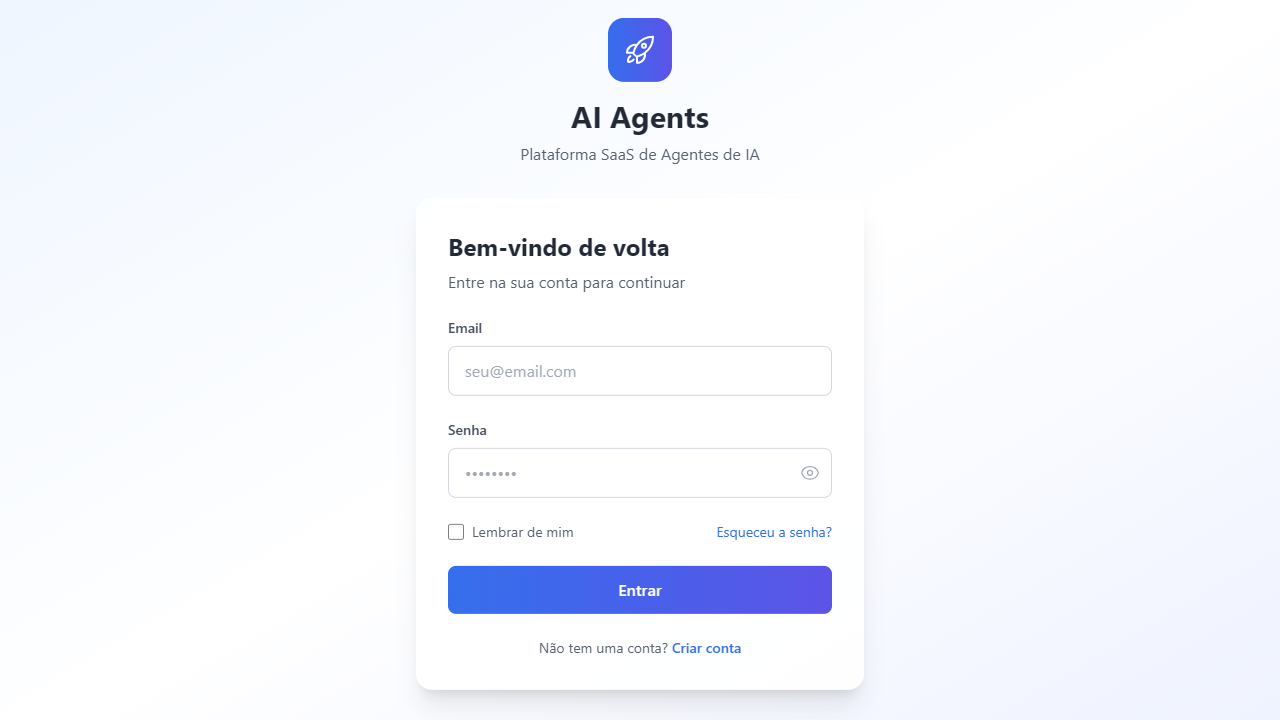 AI Agents
Plataforma SaaS de Agentes de IA
Bem-vindo de volta
Entre na sua conta para continuar
Email
seu@email.com
Senha
••••••••
Lembrar de mim
Esqueceu a senha?
Entrar
Não tem uma conta? Criar conta